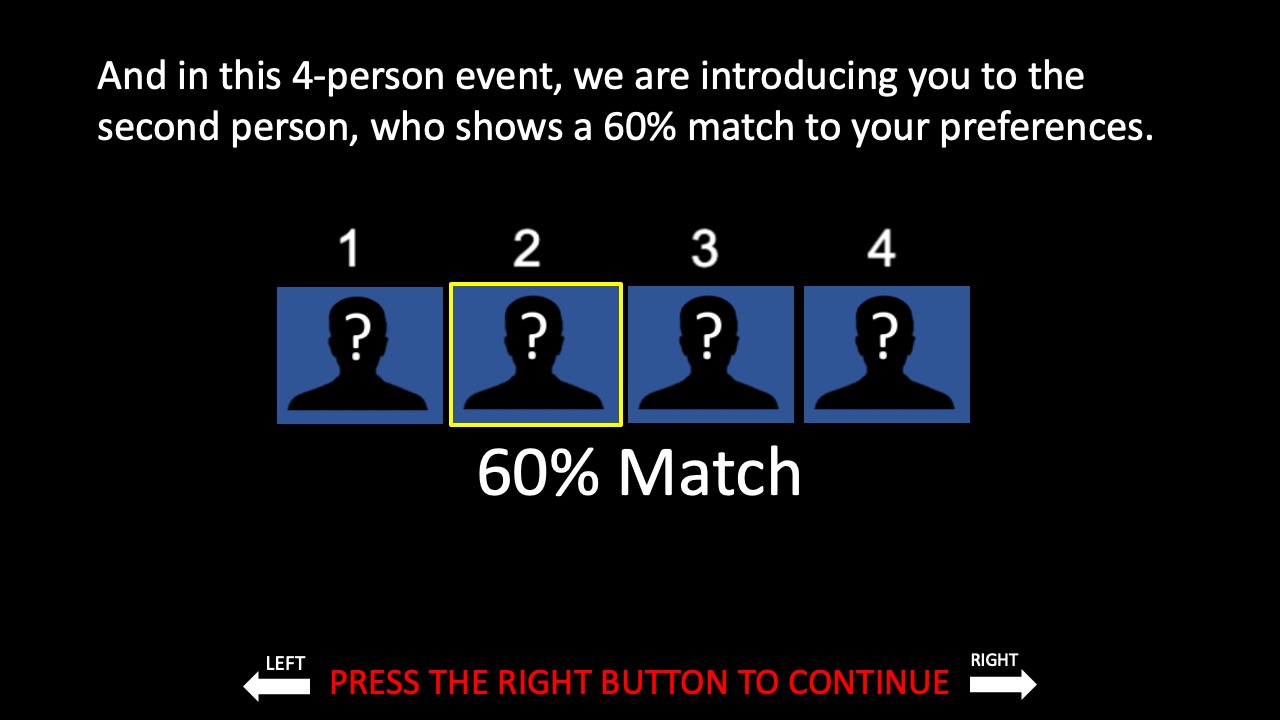 And in this 4-person event, we are introducing you to the
second person, who shows a 60% match to your preferences.
1 2 3 4
? ? ? ?
60% Match
LEFT RIGHT
PRESS THE RIGHT BUTTON TO CONTINUE